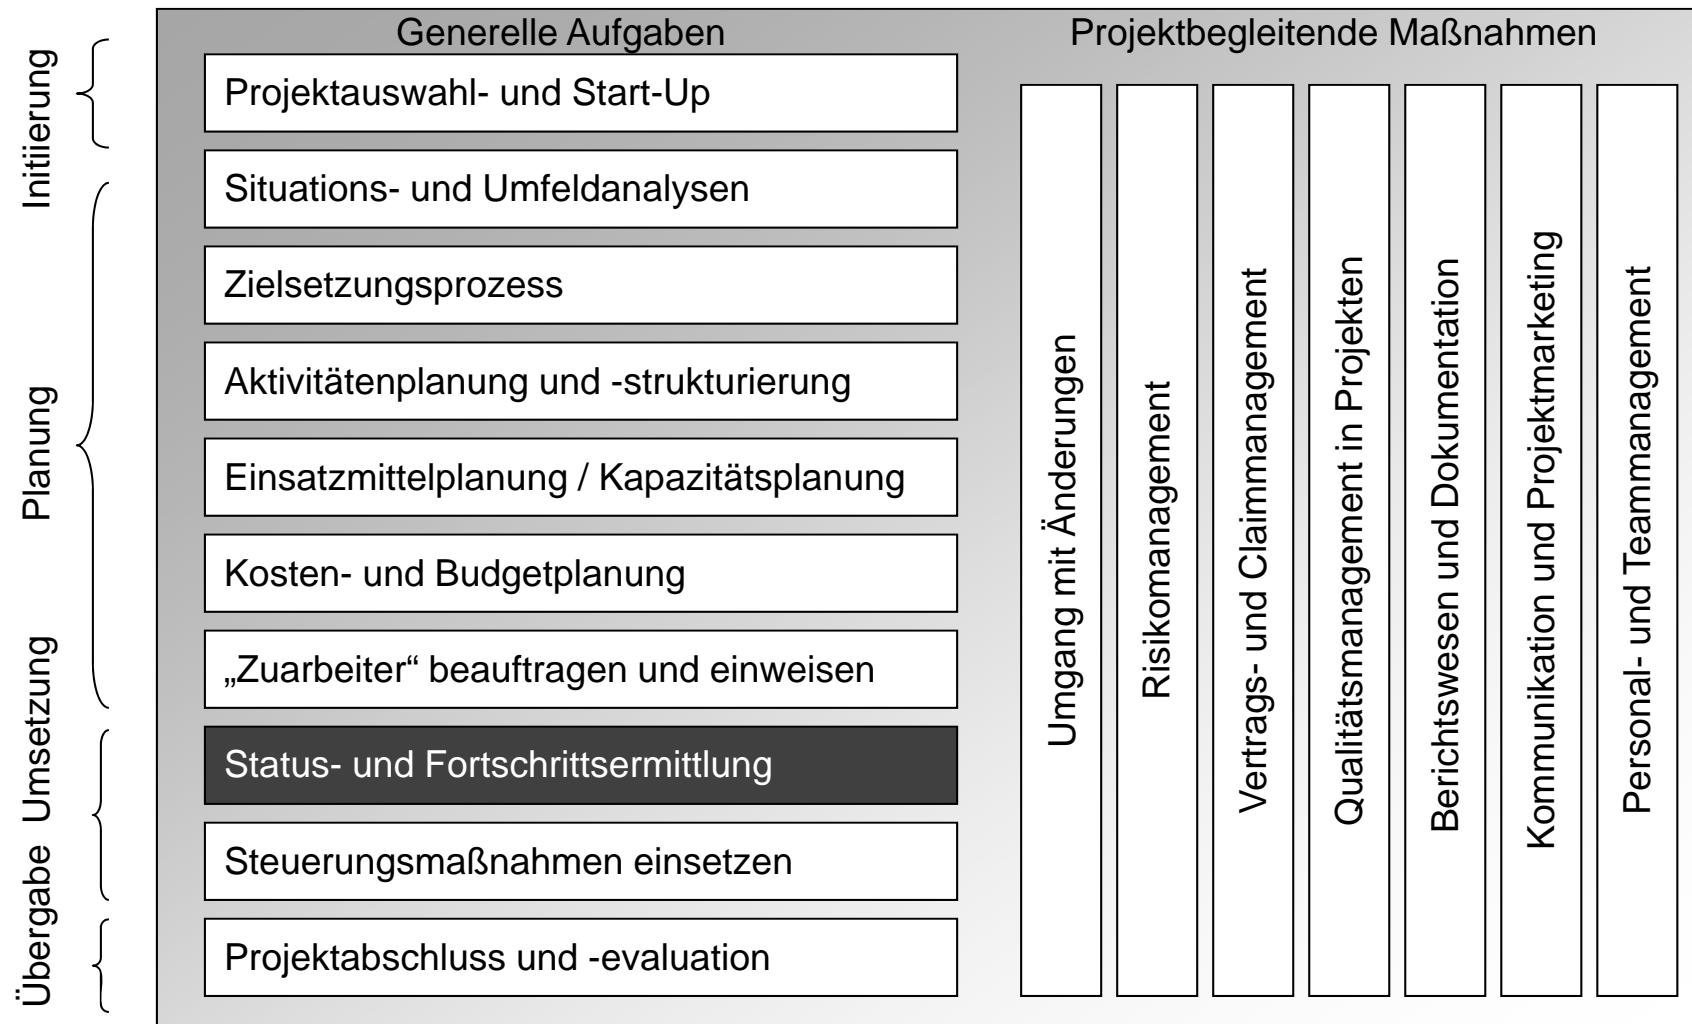 Generelle Aufgaben
Projektbegleitende Maßnahmen
Initiierung
Planung
Umsetzung
Übergabe
Projektauswahl- und Start-Up
Situations- und Umfeldanalysen
Zielsetzungsprozess
Aktivitätenplanung und -strukturierung
Einsatzmittelplanung / Kapazitätsplanung
Kosten- und Budgetplanung
„Zuarbeiter“ beauftragen und einweisen
Status- und Fortschrittsermittlung
Steuerungsmaßnahmen einsetzen
Projektabschluss und -evaluation
Umgang mit Änderungen
Risikomanagement
Vertrags- und Claimmanagement
Qualitätsmanagement in Projekten
Berichtswesen und Dokumentation
Kommunikation und Projektmarketing
Personal- und Teammanagement